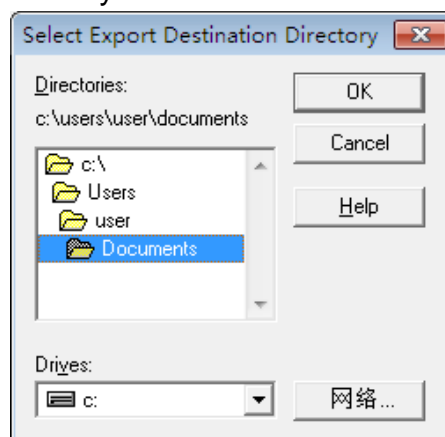 Select Export Destination Directory
Directories:
c:\users\user\documents
c:\
Users
user
Documents
Drives:
c:
OK
Cancel
Help
网络...